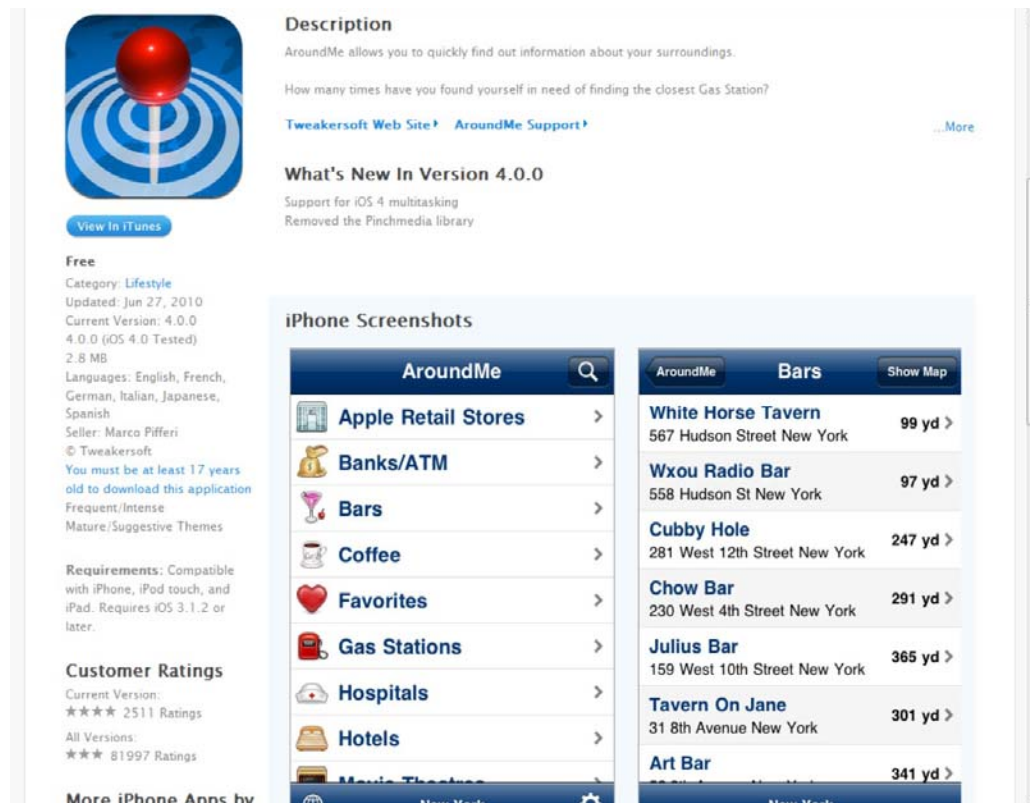 Description
AroundMe allows you to quickly find out information about your surroundings.
How many times have you found yourself in need of finding the closest Gas Station?
Tweakersoft Web Site AroundMe Support ...More
What's New In Version 4.0.0
Support for iOS 4 multitasking
Removed the Pinchmedia library
View In iTunes
Free
Category: Lifestyle
Updated: Jun 27, 2010
Current Version: 4.0.0
4.0.0 (iOS 4.0 Tested)
2.8 MB
Languages: English, French,
German, Italian, Japanese,
Spanish
Seller: Marco Pifferi
© Tweakersoft
You must be at least 17 years
old to download this application
Frequent/Intense
Mature/Suggestive Themes
Requirements: Compatible
with iPhone, iPod touch, and
iPad. Requires iOS 3.1.2 or
later.
Customer Ratings
Current Version:
★★★★ 2511 Ratings
All Versions:
★★★ 81997 Ratings
More iPhone Apps by
iPhone Screenshots
AroundMe
Apple Retail Stores
Banks/ATM
Bars
Coffee
Favorites
Gas Stations
Hospitals
Hotels
Movie Theatres
New York
AroundMe Bars Show Map
White Horse Tavern
567 Hudson Street New York 99 yd
Wxou Radio Bar
558 Hudson St New York 97 yd
Cubby Hole
281 West 12th Street New York 247 yd
Chow Bar
230 West 4th Street New York 291 yd
Julius Bar
159 West 10th Street New York 365 yd
Tavern On Jane
31 8th Avenue New York 301 yd
Art Bar
341 yd
New York